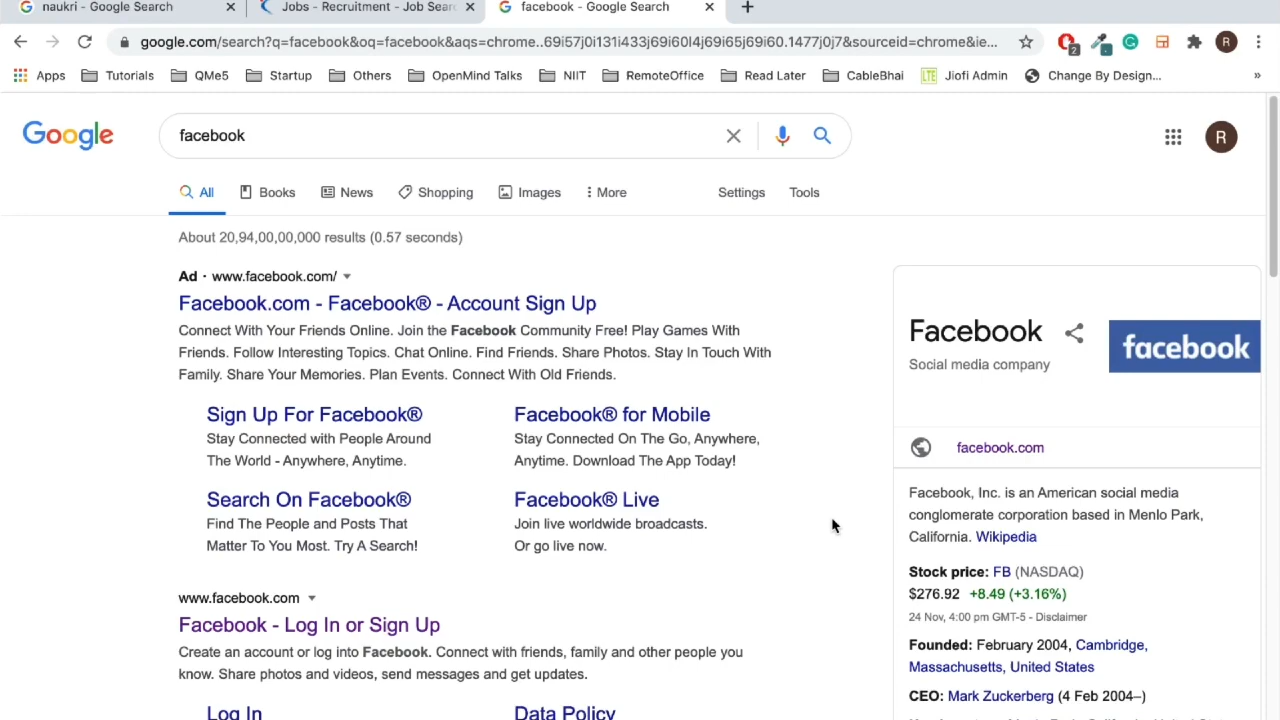 naukri - Google Search
Jobs - Recruitment - Job Sear
facebook - Google Search
google.com/search?q=facebook&oq=facebook&aqs=chrome..69i57j0i131i433j69i60l4j69i65j69i60.1477j0j7&sourceid=chrome&ie...
2
R
Apps
Tutorials
QMe5
Startup
Others
OpenMind Talks
NIIT
RemoteOffice
Read Later
CableBhai
LTE
Jiofi Admin
Change By Design...
»
Google
facebook
R
All
Books
News
Shopping
Images
More
Settings
Tools
About 20,94,00,00,000 results (0.57 seconds)
Ad · www.facebook.com/
Facebook.com - Facebook® - Account Sign Up
Connect With Your Friends Online. Join the Facebook Community Free! Play Games With
Friends. Follow Interesting Topics. Chat Online. Find Friends. Share Photos. Stay In Touch With
Family. Share Your Memories. Plan Events. Connect With Old Friends.
Sign Up For Facebook®
Stay Connected with People Around
The World - Anywhere, Anytime.
Facebook® for Mobile
Stay Connected On The Go, Anywhere,
Anytime. Download The App Today!
Search On Facebook®
Find The People and Posts That
Matter To You Most. Try A Search!
Facebook® Live
Join live worldwide broadcasts.
Or go live now.
www.facebook.com
Facebook - Log In or Sign Up
Create an account or log into Facebook. Connect with friends, family and other people you
know. Share photos and videos, send messages and get updates.
Log In
Data Policy
Facebook
Social media company
facebook
facebook.com
Facebook, Inc. is an American social media
conglomerate corporation based in Menlo Park,
California. Wikipedia
Stock price: FB (NASDAQ)
$276.92 +8.49 (+3.16%)
24 Nov, 4:00 pm GMT-5 - Disclaimer
Founded: February 2004, Cambridge,
Massachusetts, United States
CEO: Mark Zuckerberg (4 Feb 2004–)